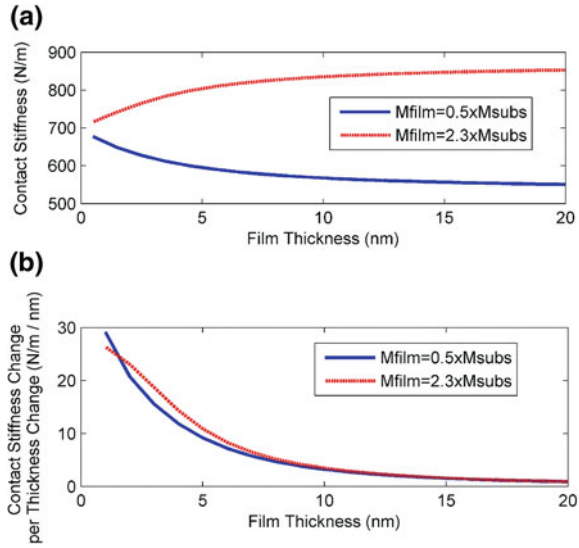 (a)
Contact Stiffness (N/m)
900
800
700
600
500
Mfilm=0.5xMsubs
Mfilm=2.3xMsubs
0
5
10
15
20
Film Thickness (nm)
(b)
Contact Stiffness Change
per Thickness Change (N/m / nm)
30
20
10
0
Mfilm=0.5xMsubs
Mfilm=2.3xMsubs
0
5
10
15
20
Film Thickness (nm)